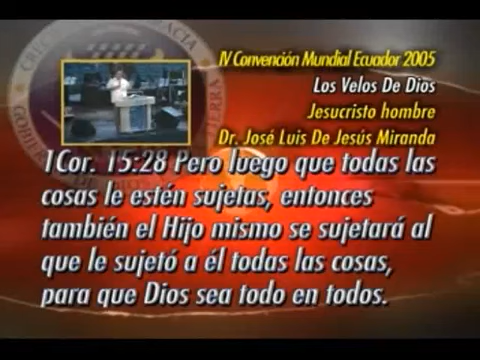 IV Convención Mundial Ecuador 2005
Los Velos De Dios
Jesucristo hombre
Dr. José Luis De Jesús Miranda
1Cor. 15:28 Pero luego que todas las
cosas le estén sujetas, entonces
también el Hijo mismo se sujetará al
que le sujetó a él todas las cosas,
para que Dios sea todo en todos.